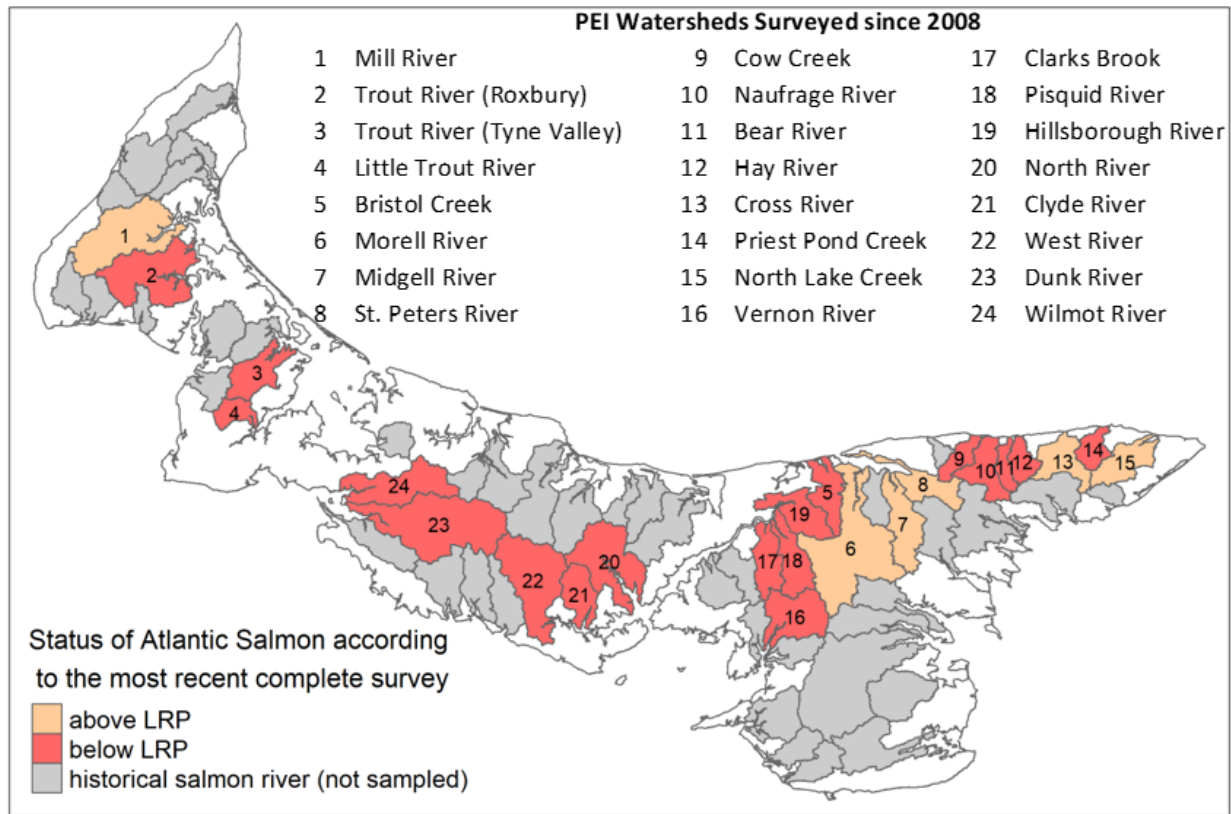 PEI Watersheds Surveyed since 2008
1 Mill River
2 Trout River (Roxbury)
3 Trout River (Tyne Valley)
4 Little Trout River
5 Bristol Creek
6 Morell River
7 Midgell River
8 St. Peters River
9 Cow Creek
10 Naufrage River
11 Bear River
12 Hay River
13 Cross River
14 Priest Pond Creek
15 North Lake Creek
16 Vernon River
17 Clarks Brook
18 Pisquid River
19 Hillsborough River
20 North River
21 Clyde River
22 West River
23 Dunk River
24 Wilmot River
1
2
3
4
24
23
22
21
20
5
19
17
18
16
6
7
8
9
10
11
12
13
14
15
Status of Atlantic Salmon according
to the most recent complete survey
above LRP
below LRP
historical salmon river (not sampled)